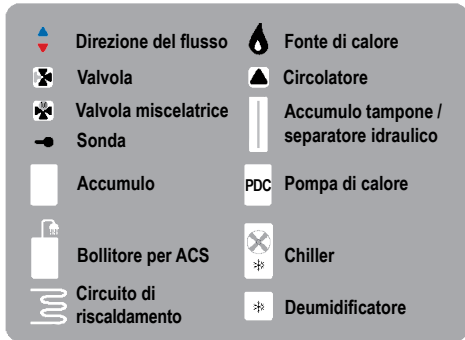 Direzione del flusso
Valvola
Valvola miscelatrice
Sonda
Accumulo
Bollitore per ACS
Circuito di
riscaldamento
Fonte di calore
Circolatore
Accumulo tampone /
separatore idraulico
PDC Pompa di calore
Chiller
Deumidificatore